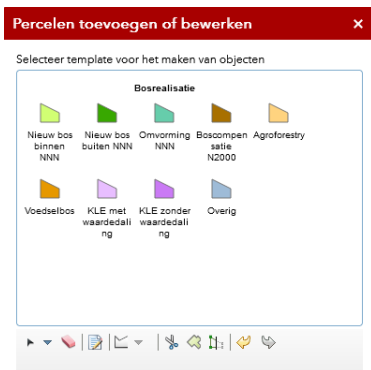 Percelen toevoegen of bewerken ×
Selecteer template voor het maken van objecten
Bosrealisatie
Nieuw bos binnen NNN
Nieuw bos buiten NNN
Omvorming NNN
Boscompen satie N2000
Agroforestry
Voedselbos
KLE met waardedali ng
KLE zonder waardedali ng
Overig